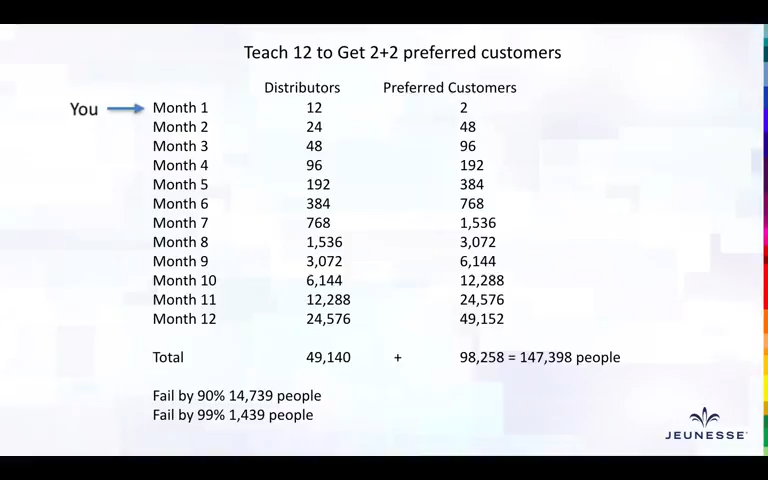 Teach 12 to Get 2+2 preferred customers
Distributors Preferred Customers
You Month 1 12 2
Month 2 24 48
Month 3 48 96
Month 4 96 192
Month 5 192 384
Month 6 384 768
Month 7 768 1,536
Month 8 1,536 3,072
Month 9 3,072 6,144
Month 10 6,144 12,288
Month 11 12,288 24,576
Month 12 24,576 49,152
Total 49,140 + 98,258 = 147,398 people
Fail by 90% 14,739 people
Fail by 99% 1,439 people
JEUNESSE